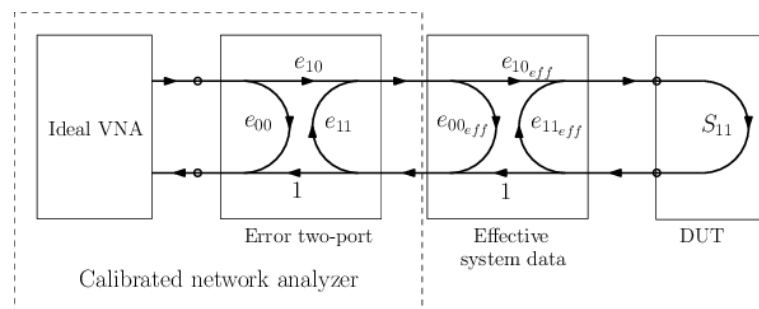 e10 e10eff
Ideal VNA e00 e11 e00eff e11eff S11
1 1
Error two-port Effective DUT
system data
Calibrated network analyzer